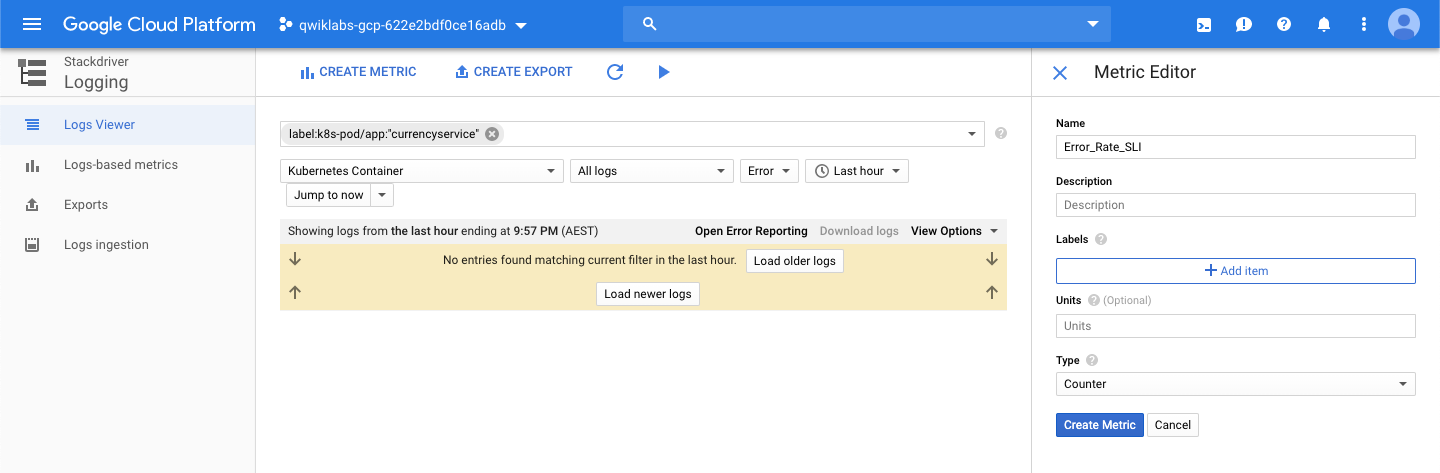 Google Cloud Platform
qwiklabs-gcp-622e2bdf0ce16adb
Stackdriver
Logging
Logs Viewer
Logs-based metrics
Exports
Logs ingestion
CREATE METRIC
CREATE EXPORT
label:k8s-pod/app:"currencyservice"
Kubernetes Container
All logs
Error
Last hour
Jump to now
Showing logs from the last hour ending at 9:57 PM (AEST)
Open Error Reporting
Download logs
View Options
No entries found matching current filter in the last hour.
Load older logs
Load newer logs
Metric Editor
Name
Error_Rate_SLI
Description
Description
Labels
Add item
Units (Optional)
Units
Type
Counter
Create Metric
Cancel